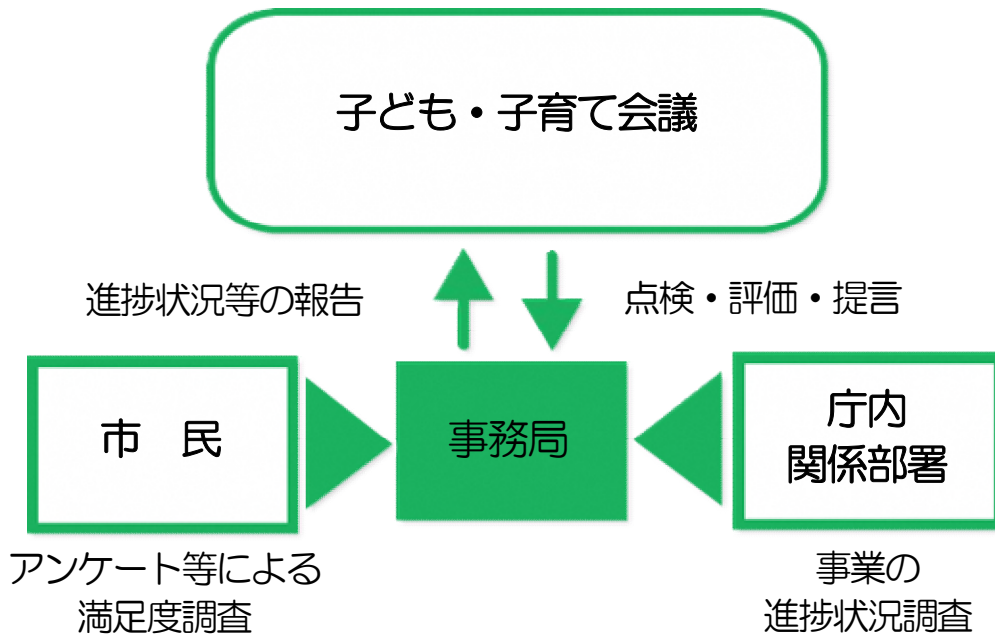 子ども・子育て会議
進捗状況等の報告
点検・評価・提言
市　民
事務局
庁内
関係部署
アンケート等による
満足度調査
事業の
進捗状況調査